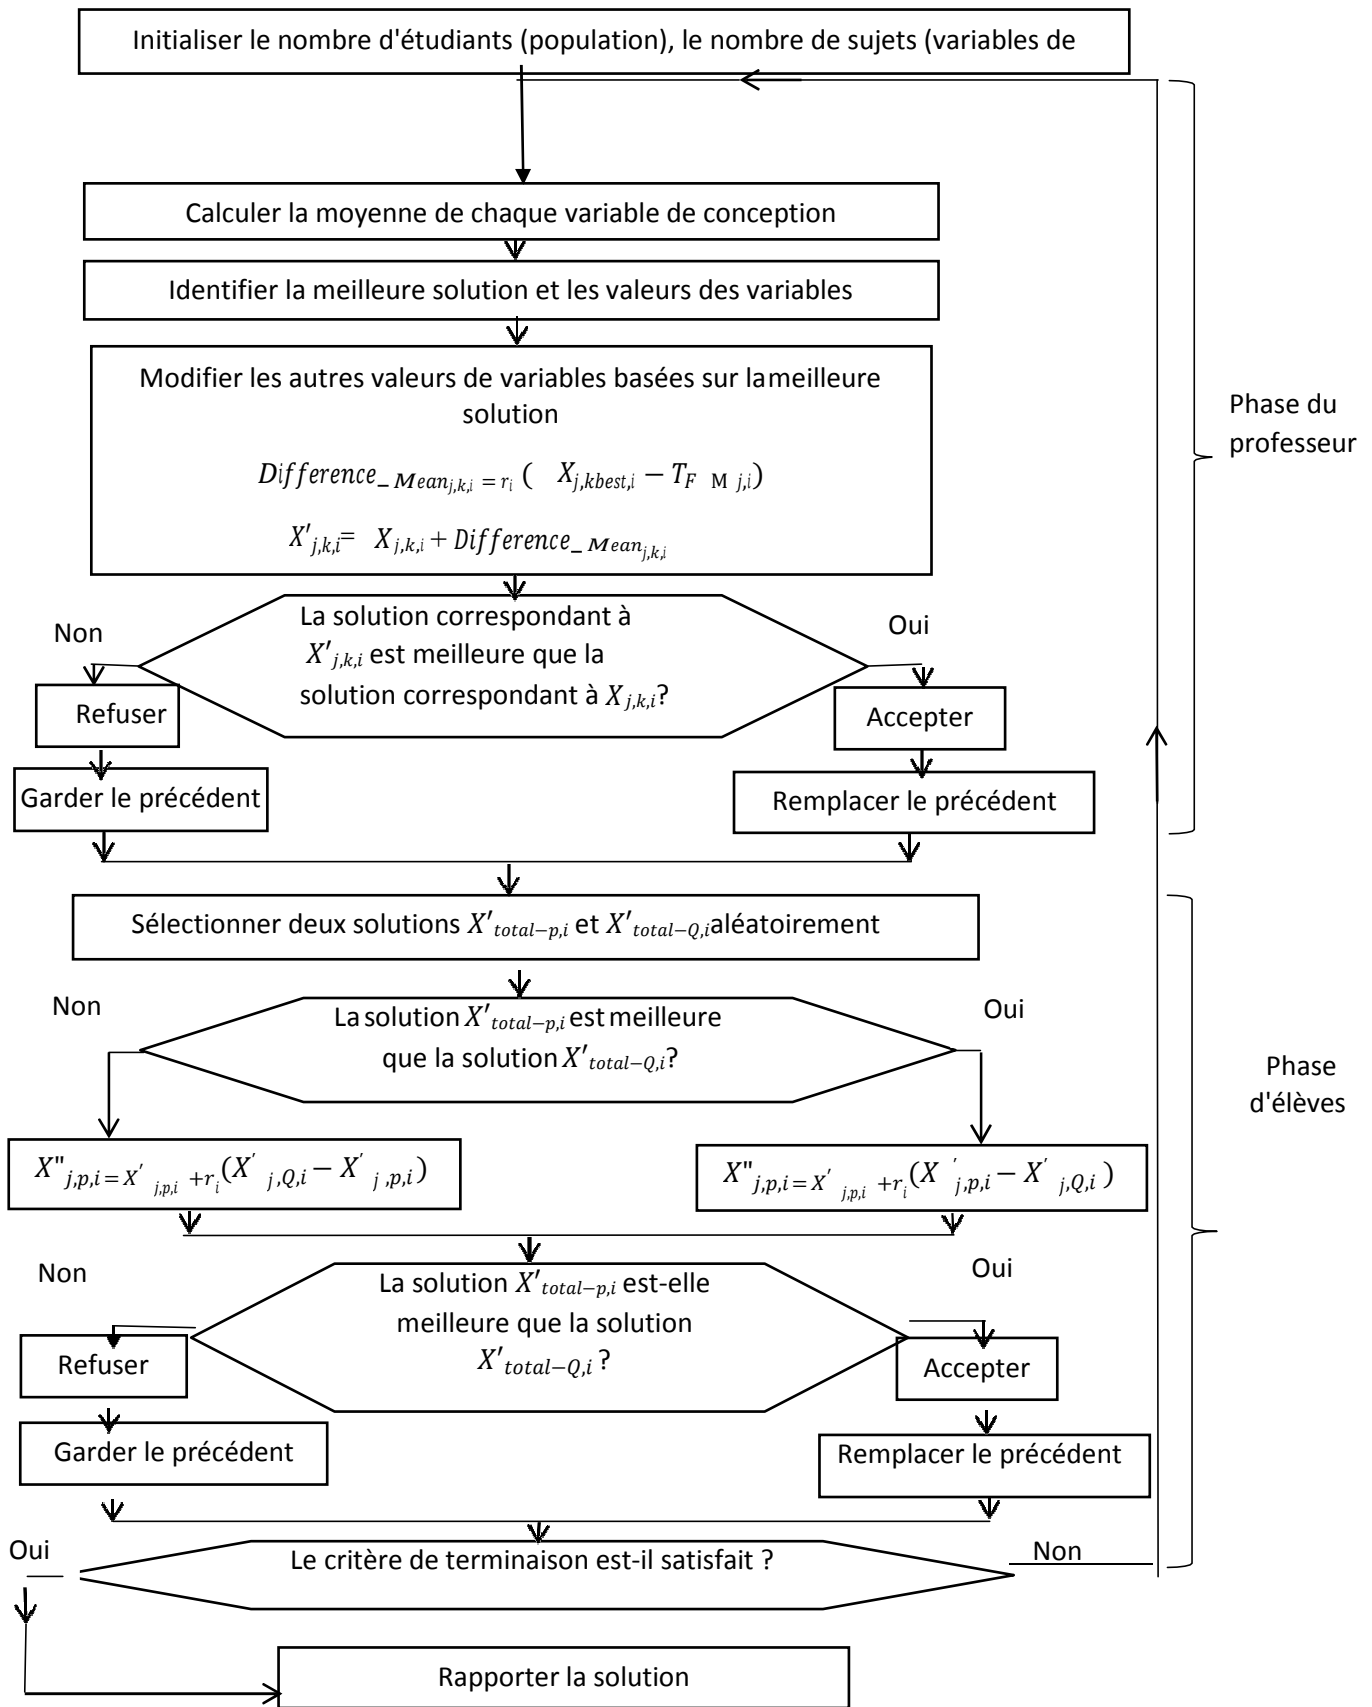 Initialiser le nombre d'étudiants (population), le nombre de sujets (variables de
Calculer la moyenne de chaque variable de conception
Identifier la meilleure solution et les valeurs des variables
Modifier les autres valeurs de variables basées sur lameilleure
solution
Difference_Mean_{j,k,i} = r_i ( X_{j,kbest,i} − T_F M_{j,i})
X'_{j,k,i} = X_{j,k,i} + Difference_Mean_{j,k,i}
Phase du
professeur
La solution correspondant à
X'_{j,k,i} est meilleure que la
solution correspondant à X_{j,k,i}?
Non
Oui
Refuser
Accepter
Garder le précédent
Remplacer le précédent
Sélectionner deux solutions X'_{total−p,i} et X'_{total−Q,i}aléatoirement
Non
Oui
La solution X'_{total−p,i} est meilleure
que la solution X'_{total−Q,i}?
Phase
d'élèves
X"_{j,p,i} = X'_{j,p,i} + r_i(X'_{j,Q,i} − X'_{j,p,i})
X"_{j,p,i} = X'_{j,p,i} + r_i(X'_{j,p,i} − X'_{j,Q,i})
Non
Oui
La solution X'_{total−p,i} est-elle
meilleure que la solution
X'_{total−Q,i} ?
Refuser
Accepter
Garder le précédent
Remplacer le précédent
Oui
Non
Le critère de terminaison est-il satisfait ?
Rapporter la solution